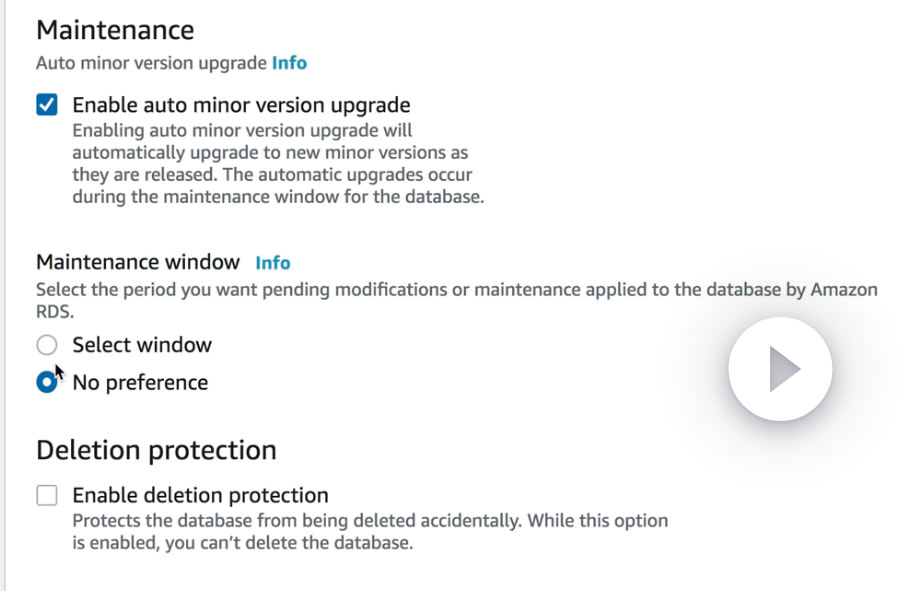 Maintenance
Auto minor version upgrade Info
Enable auto minor version upgrade
Enabling auto minor version upgrade will
automatically upgrade to new minor versions as
they are released. The automatic upgrades occur
during the maintenance window for the database.
Maintenance window Info
Select the period you want pending modifications or maintenance applied to the database by Amazon
RDS.
Select window
No preference
Deletion protection
Enable deletion protection
Protects the database from being deleted accidentally. While this option
is enabled, you can’t delete the database.